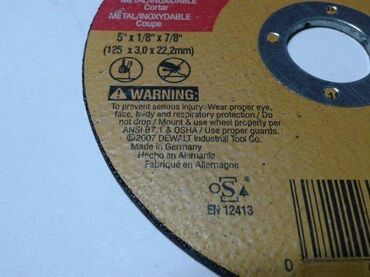 METAL/INOXIDABLE
Cortar
METAL/INOXYDABLE
Coupe
5" x 1/8" x 7/8"
(125 x 3,0 x 22,2mm)
WARNING:
To prevent serious injury: Wear proper eye,
face, body and respiratory protection / Do
not drop / Mount & use wheel properly per
ANSI B7.1 & OSHA / Use proper guards.
©2007 DEWALT Industrial Tool Co.
Made in Germany
Hecho en Alemania
Fabriqué en Allemagne
oSa
EN 12413
0